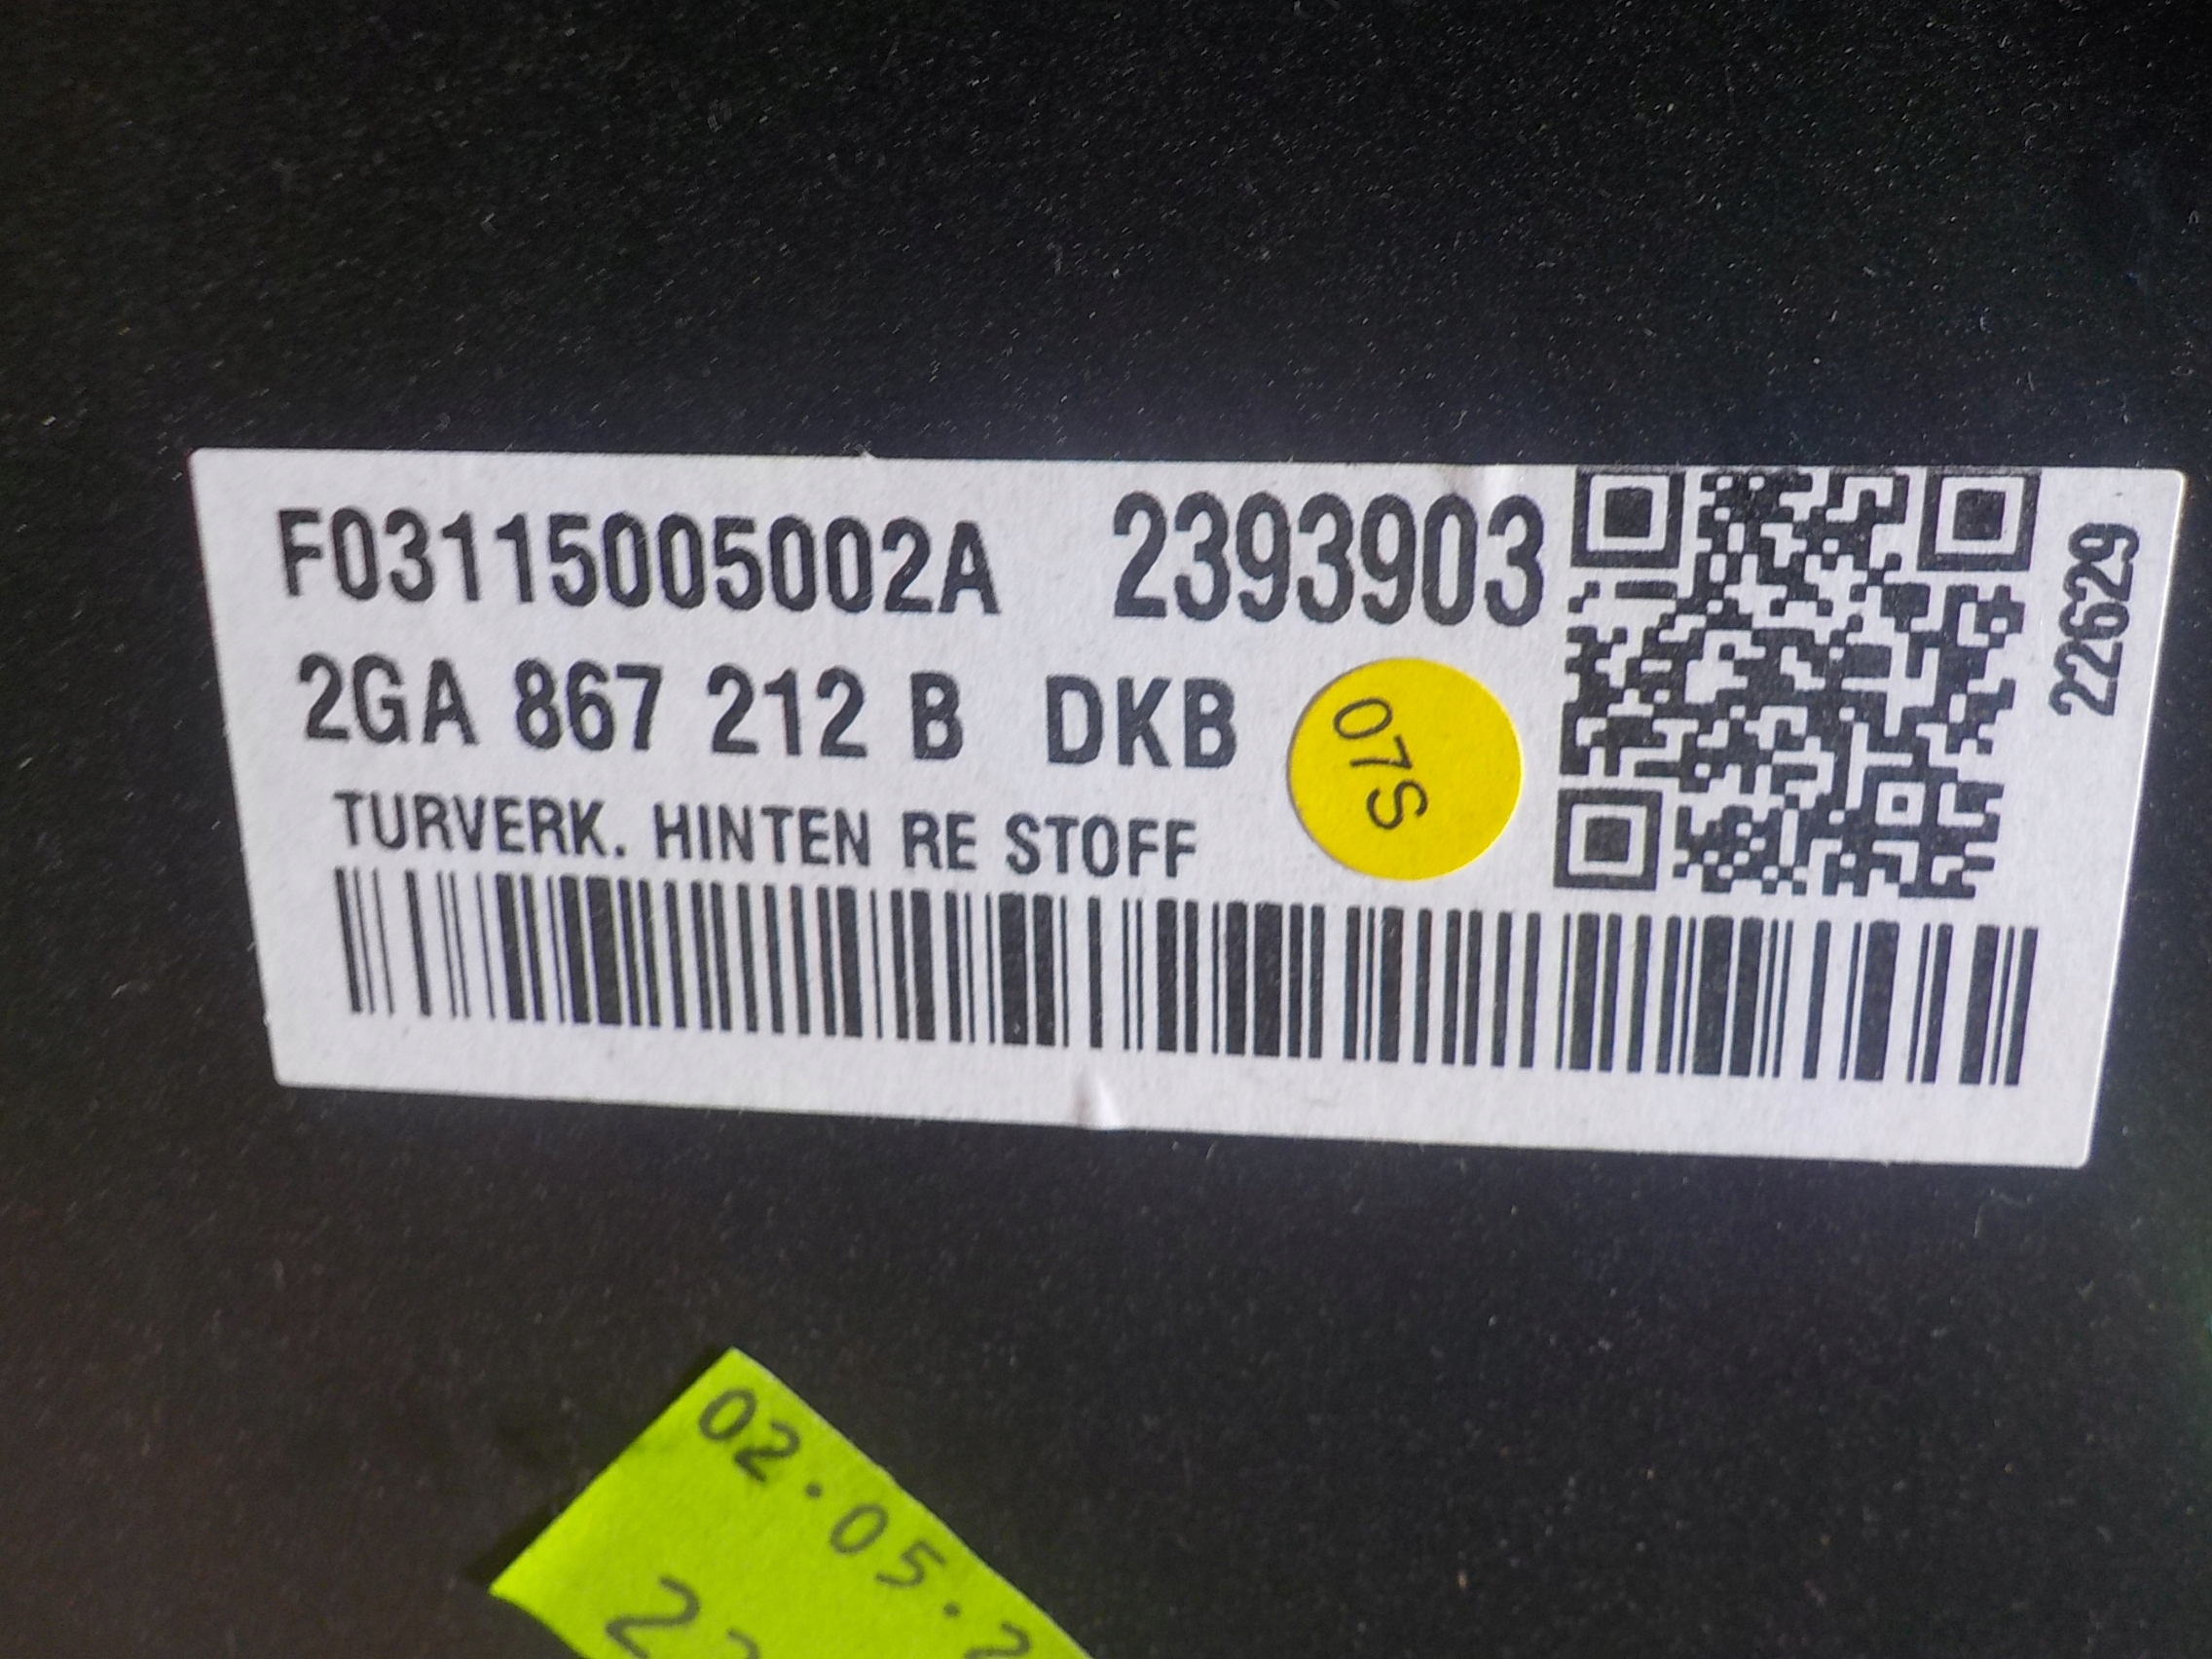 F03115005002A 2393903
22629
2GA 867 212 B DKB
07S
TURVERK. HINTEN RE STOFF
02.05.2